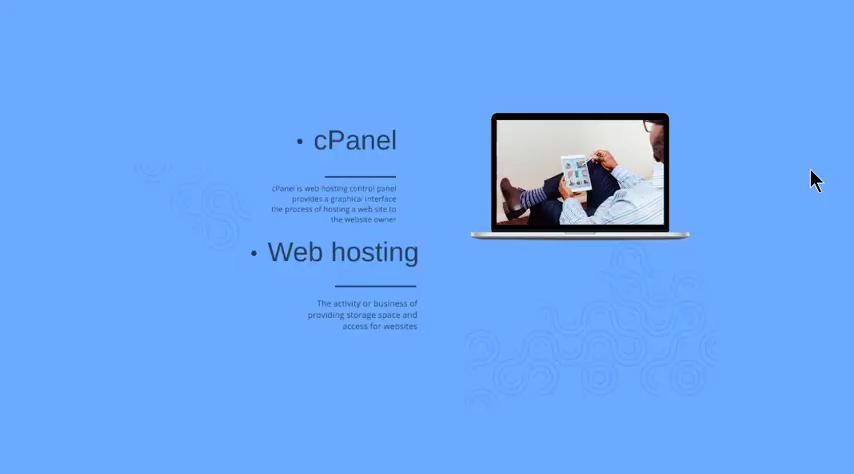 • cPanel
cPanel is web hosting control panel
provides a graphical interface
the process of hosting a web site to
the website owner
• Web hosting
The activity or business of
providing storage space and
access for websites